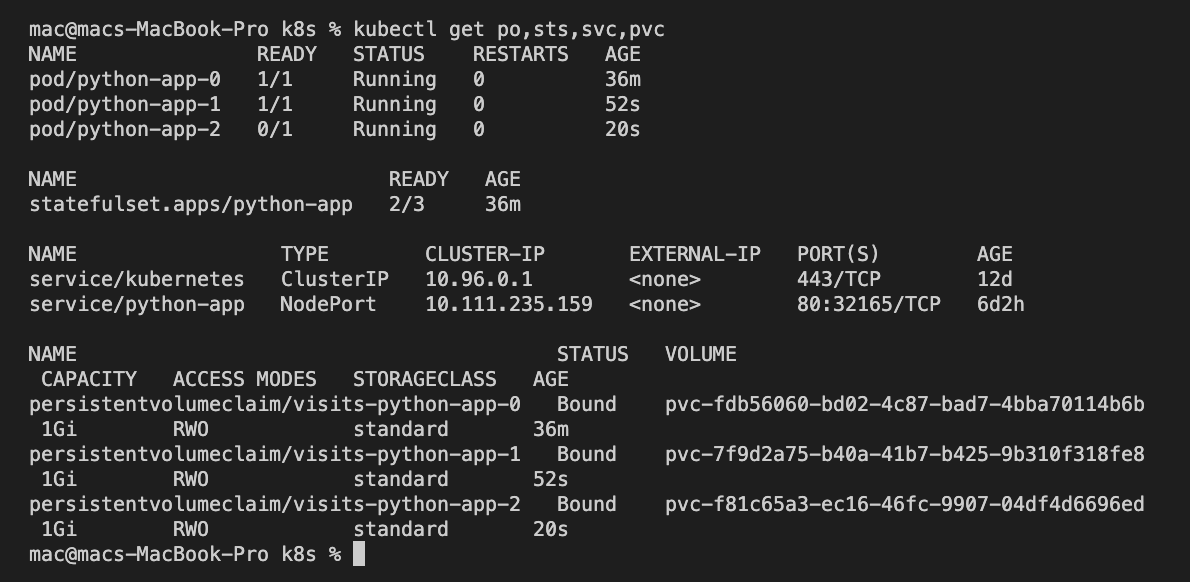 mac@macs-MacBook-Pro k8s % kubectl get po,sts,svc,pvc
NAME               READY   STATUS    RESTARTS   AGE
pod/python-app-0   1/1     Running   0          36m
pod/python-app-1   1/1     Running   0          52s
pod/python-app-2   0/1     Running   0          20s

NAME                          READY   AGE
statefulset.apps/python-app   2/3     36m

NAME                 TYPE        CLUSTER-IP       EXTERNAL-IP   PORT(S)        AGE
service/kubernetes   ClusterIP   10.96.0.1        <none>        443/TCP        12d
service/python-app   NodePort    10.111.235.159   <none>        80:32165/TCP   6d2h

NAME                                        STATUS   VOLUME
 CAPACITY   ACCESS MODES   STORAGECLASS   AGE
persistentvolumeclaim/visits-python-app-0   Bound    pvc-fdb56060-bd02-4c87-bad7-4bba70114b6b
 1Gi        RWO            standard       36m
persistentvolumeclaim/visits-python-app-1   Bound    pvc-7f9d2a75-b40a-41b7-b425-9b310f318fe8
 1Gi        RWO            standard       52s
persistentvolumeclaim/visits-python-app-2   Bound    pvc-f81c65a3-ec16-46fc-9907-04df4d6696ed
 1Gi        RWO            standard       20s
mac@macs-MacBook-Pro k8s %